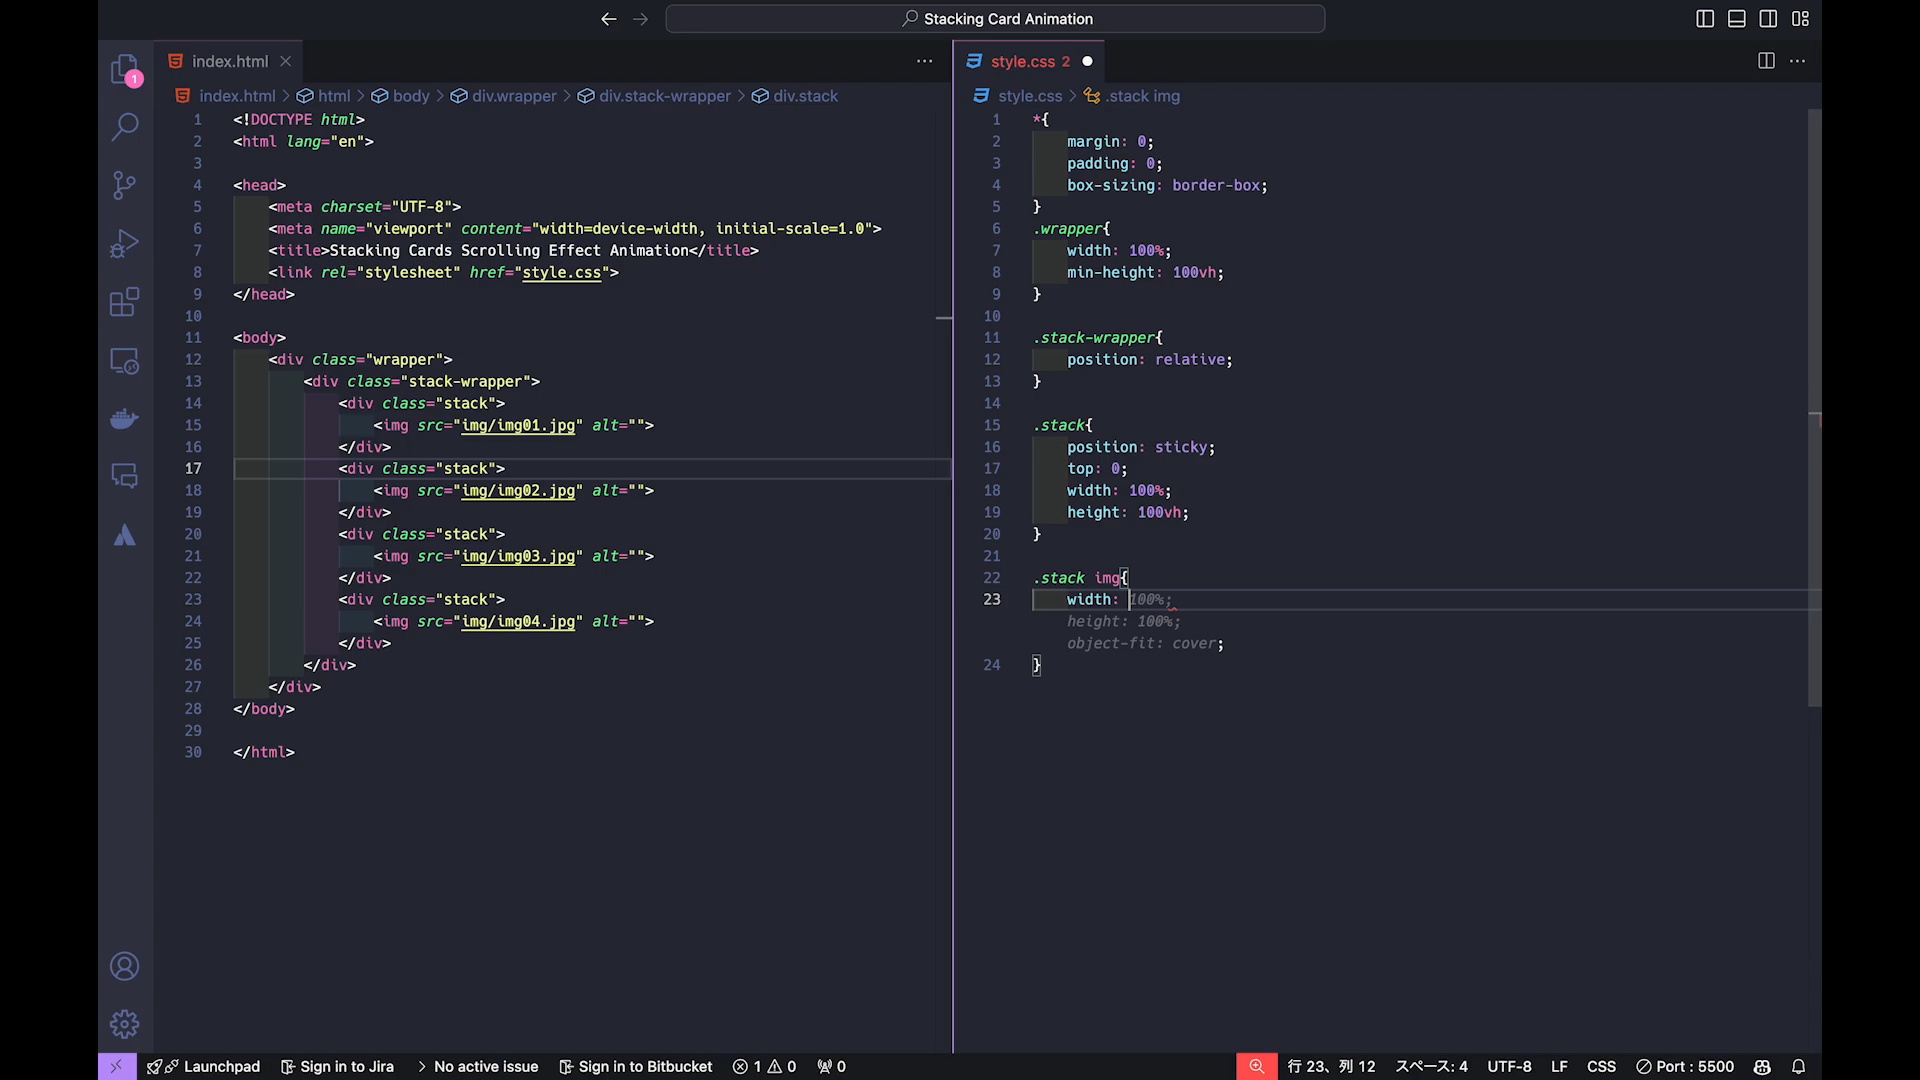 Stacking Card Animation
index.html
index.html > html > body > div.wrapper > div.stack-wrapper > div.stack
1 <!DOCTYPE html>
2 <html lang="en">
3
4 <head>
5 <meta charset="UTF-8">
6 <meta name="viewport" content="width=device-width, initial-scale=1.0">
7 <title>Stacking Cards Scrolling Effect Animation</title>
8 <link rel="stylesheet" href="style.css">
9 </head>
10
11 <body>
12 <div class="wrapper">
13 <div class="stack-wrapper">
14 <div class="stack">
15 <img src="img/img01.jpg" alt="">
16 </div>
17 <div class="stack">
18 <img src="img/img02.jpg" alt="">
19 </div>
20 <div class="stack">
21 <img src="img/img03.jpg" alt="">
22 </div>
23 <div class="stack">
24 <img src="img/img04.jpg" alt="">
25 </div>
26 </div>
27 </div>
28 </body>
29
30 </html>
style.css 2
style.css > .stack img
1 *{
2 margin: 0;
3 padding: 0;
4 box-sizing: border-box;
5 }
6 .wrapper{
7 width: 100%;
8 min-height: 100vh;
9 }
10
11 .stack-wrapper{
12 position: relative;
13 }
14
15 .stack{
16 position: sticky;
17 top: 0;
18 width: 100%;
19 height: 100vh;
20 }
21
22 .stack img{
23 width: 100%;
height: 100%;
object-fit: cover;
24 }
1
Launchpad Sign in to Jira > No active issue Sign in to Bitbucket 1 0 0 行 23、列 12 スペース: 4 UTF-8 LF CSS Port : 5500